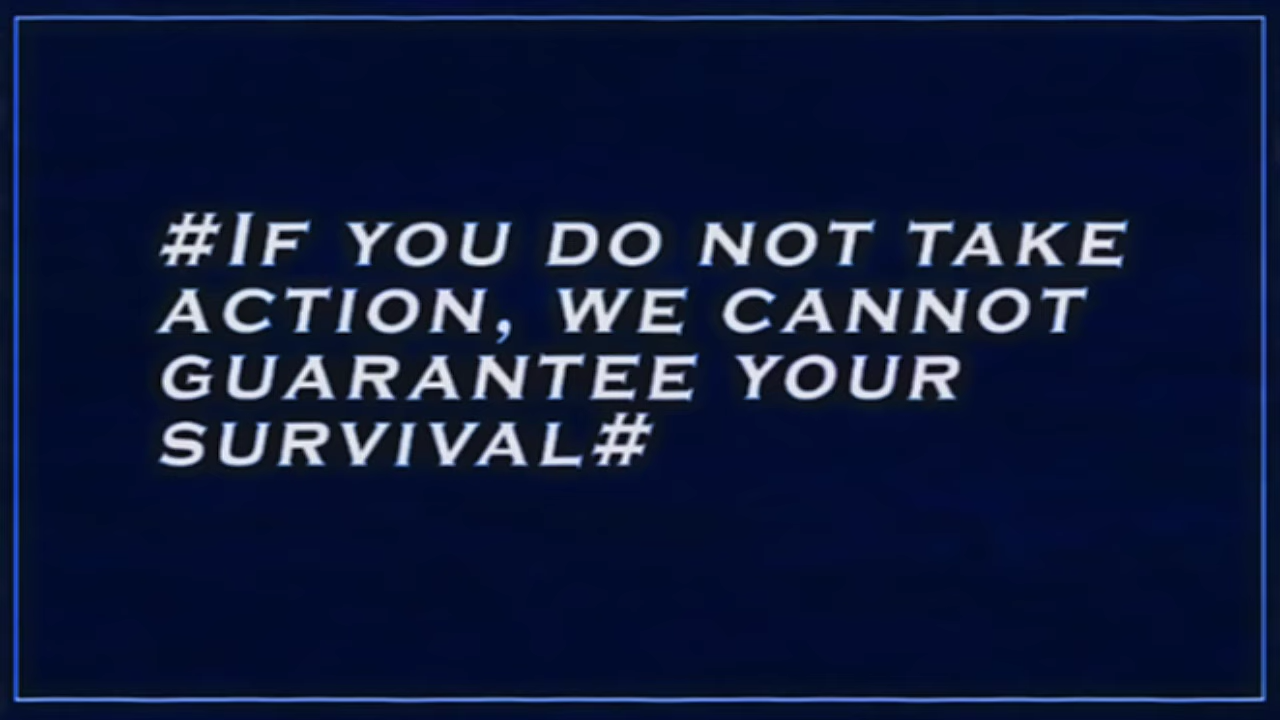 #IF YOU DO NOT TAKE
ACTION, WE CANNOT
GUARANTEE YOUR
SURVIVAL#